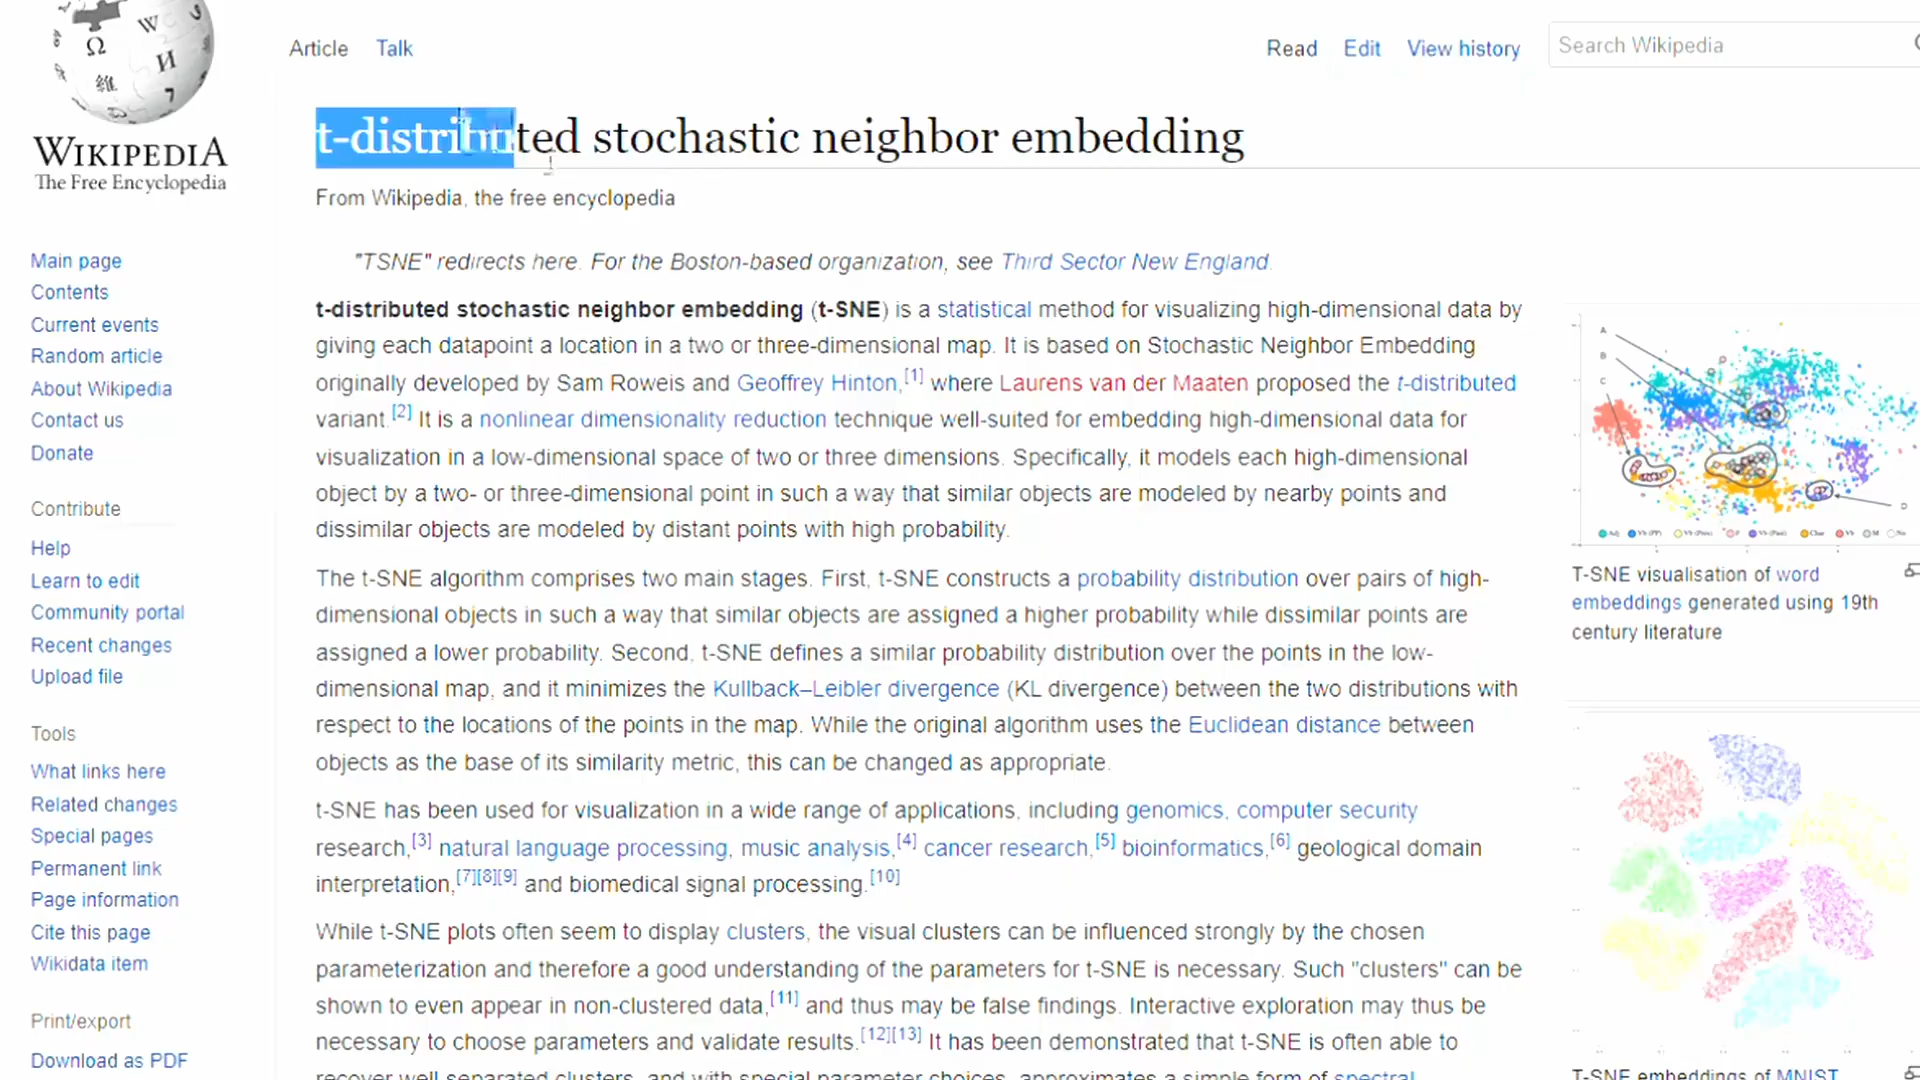 Article Talk Read Edit View history Search Wikipedia
WIKIPEDIA
The Free Encyclopedia
Main page
Contents
Current events
Random article
About Wikipedia
Contact us
Donate
Contribute
Help
Learn to edit
Community portal
Recent changes
Upload file
Tools
What links here
Related changes
Special pages
Permanent link
Page information
Cite this page
Wikidata item
Print/export
Download as PDF
t-distributed stochastic neighbor embedding
From Wikipedia, the free encyclopedia
"TSNE" redirects here. For the Boston-based organization, see Third Sector New England.
t-distributed stochastic neighbor embedding (t-SNE) is a statistical method for visualizing high-dimensional data by
giving each datapoint a location in a two or three-dimensional map. It is based on Stochastic Neighbor Embedding
originally developed by Sam Roweis and Geoffrey Hinton,[1] where Laurens van der Maaten proposed the t-distributed
variant.[2] It is a nonlinear dimensionality reduction technique well-suited for embedding high-dimensional data for
visualization in a low-dimensional space of two or three dimensions. Specifically, it models each high-dimensional
object by a two- or three-dimensional point in such a way that similar objects are modeled by nearby points and
dissimilar objects are modeled by distant points with high probability.
The t-SNE algorithm comprises two main stages. First, t-SNE constructs a probability distribution over pairs of high-
dimensional objects in such a way that similar objects are assigned a higher probability while dissimilar points are
assigned a lower probability. Second, t-SNE defines a similar probability distribution over the points in the low-
dimensional map, and it minimizes the Kullback–Leibler divergence (KL divergence) between the two distributions with
respect to the locations of the points in the map. While the original algorithm uses the Euclidean distance between
objects as the base of its similarity metric, this can be changed as appropriate.
t-SNE has been used for visualization in a wide range of applications, including genomics, computer security
research,[3] natural language processing, music analysis,[4] cancer research,[5] bioinformatics,[6] geological domain
interpretation,[7][8][9] and biomedical signal processing.[10]
While t-SNE plots often seem to display clusters, the visual clusters can be influenced strongly by the chosen
parameterization and therefore a good understanding of the parameters for t-SNE is necessary. Such "clusters" can be
shown to even appear in non-clustered data,[11] and thus may be false findings. Interactive exploration may thus be
necessary to choose parameters and validate results.[12][13] It has been demonstrated that t-SNE is often able to
recover well-separated clusters, and with special parameter choices, approximates a simple form of spectral
A
B
C
D
T-SNE visualisation of word
embeddings generated using 19th
century literature
T-SNE embeddings of MNIST